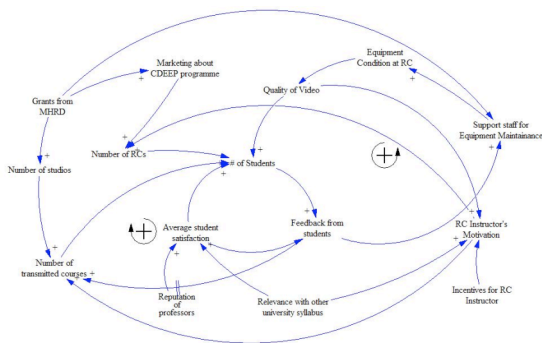 Marketing about
CDEEP programme
Equipment
Condition at RC
Grants from
MHRD
Quality of Video
Support staff for
Equipment Maintainance
Number of studios
Number of RCs
# of Students
Average student
satisfaction
Feedback from
students
RC Instructor's
Motivation
Number of
transmitted courses
Reputation
of
professors
Relevance with other
university syllabus
Incentives for RC
Instructor